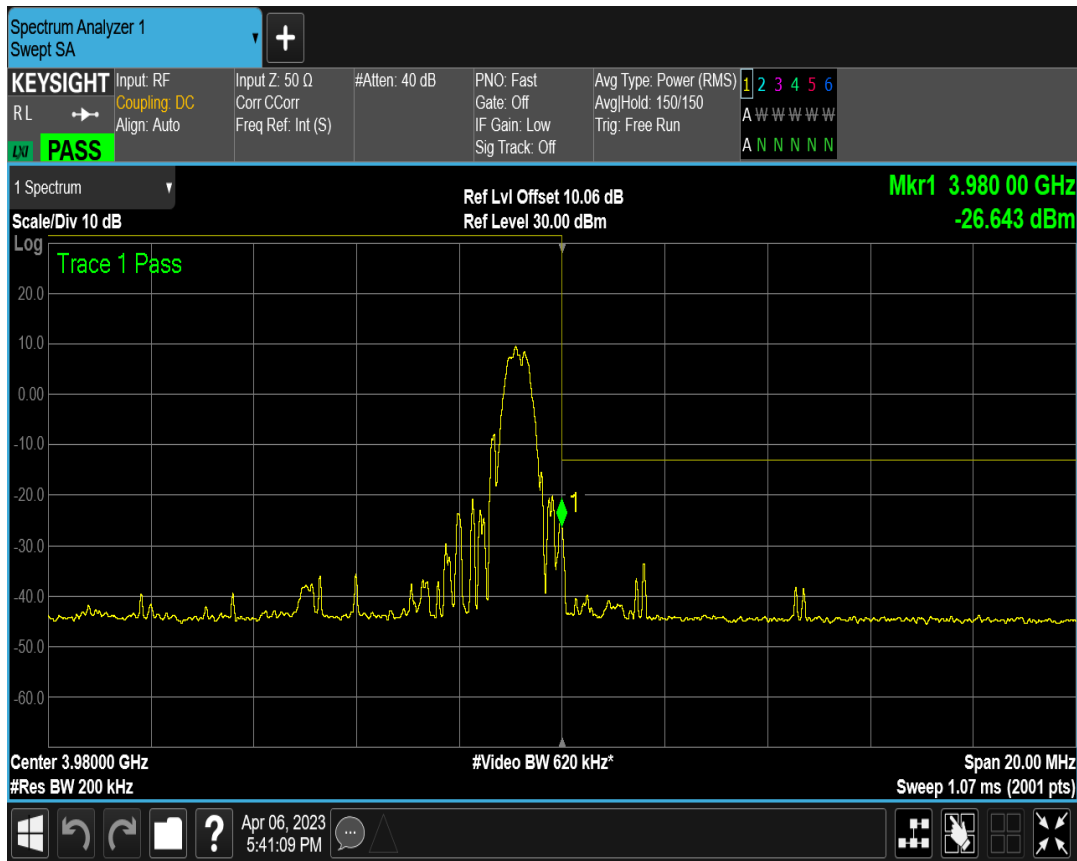 Spectrum Analyzer 1
Swept SA
+
KEYSIGHT
RL
LXI PASS
Input: RF
Coupling: DC
Align: Auto
Input Z: 50 Ω
Corr CCorr
Freq Ref: Int (S)
#Atten: 40 dB
PNO: Fast
Gate: Off
IF Gain: Low
Sig Track: Off
Avg Type: Power (RMS)
Avg|Hold: 150/150
Trig: Free Run
1 2 3 4 5 6
A W W W W W
A N N N N N
1 Spectrum
Scale/Div 10 dB
Ref Lvl Offset 10.06 dB
Ref Level 30.00 dBm
Mkr1 3.980 00 GHz
-26.643 dBm
Log
Trace 1 Pass
20.0
10.0
0.00
-10.0
-20.0
1
-30.0
-40.0
-50.0
-60.0
Center 3.98000 GHz
#Res BW 200 kHz
#Video BW 620 kHz*
Span 20.00 MHz
Sweep 1.07 ms (2001 pts)
?
Apr 06, 2023
5:41:09 PM